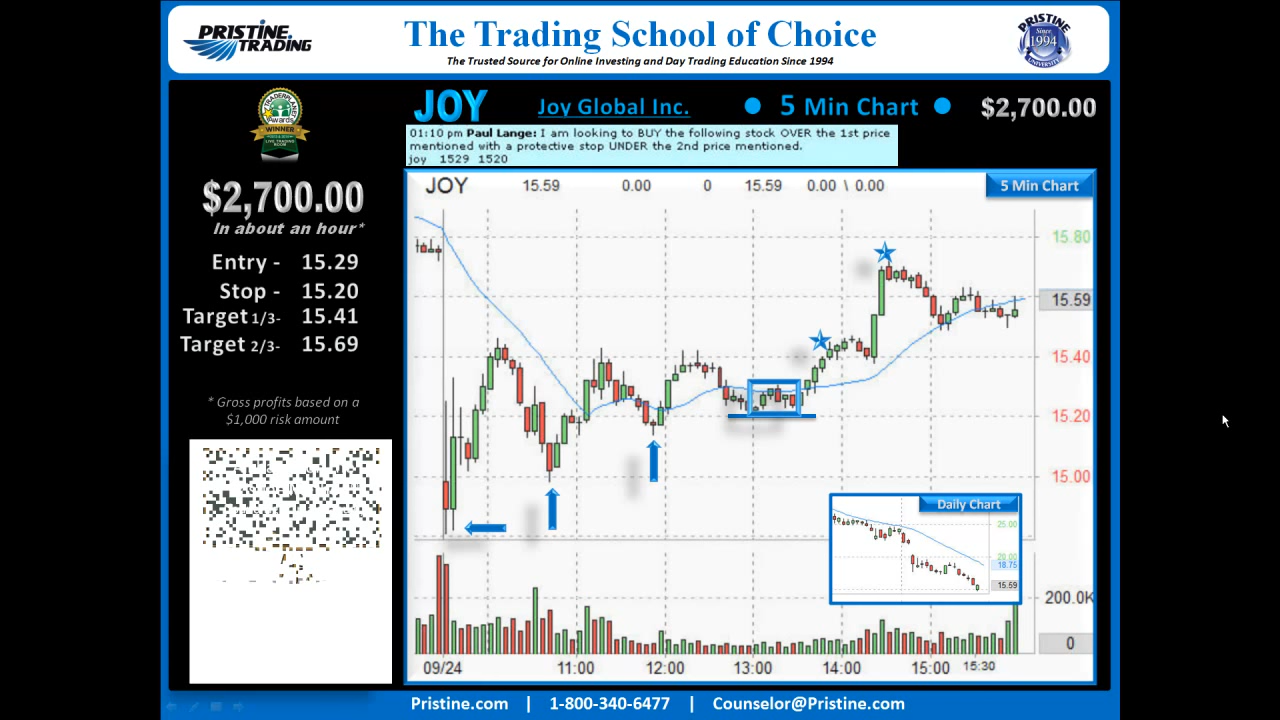 PRISTINE
TRADING
The Trading School of Choice
The Trusted Source for Online Investing and Day Trading Education Since 1994
PRISTINE
Since
1994
UNIVERSITY
Awards
WINNER
LIVE TRADING
ROOM
JOY
Joy Global Inc.
5 Min Chart
$2,700.00
01:10 pm Paul Lange: I am looking to BUY the following stock OVER the 1st price
mentioned with a protective stop UNDER the 2nd price mentioned.
joy 1529 1520
$2,700.00
In about an hour*
Entry - 15.29
Stop - 15.20
Target 1/3- 15.41
Target 2/3- 15.69
* Gross profits based on a
$1,000 risk amount
JOY 15.59 0.00 0 15.59 0.00 \ 0.00
5 Min Chart
15.80
15.59
15.40
15.20
15.00
Daily Chart
25.00
20.00
18.75
15.59
200.0K
0
09/24 11:00 12:00 13:00 14:00 15:00 15:30
Pristine.com | 1-800-340-6477 | Counselor@Pristine.com